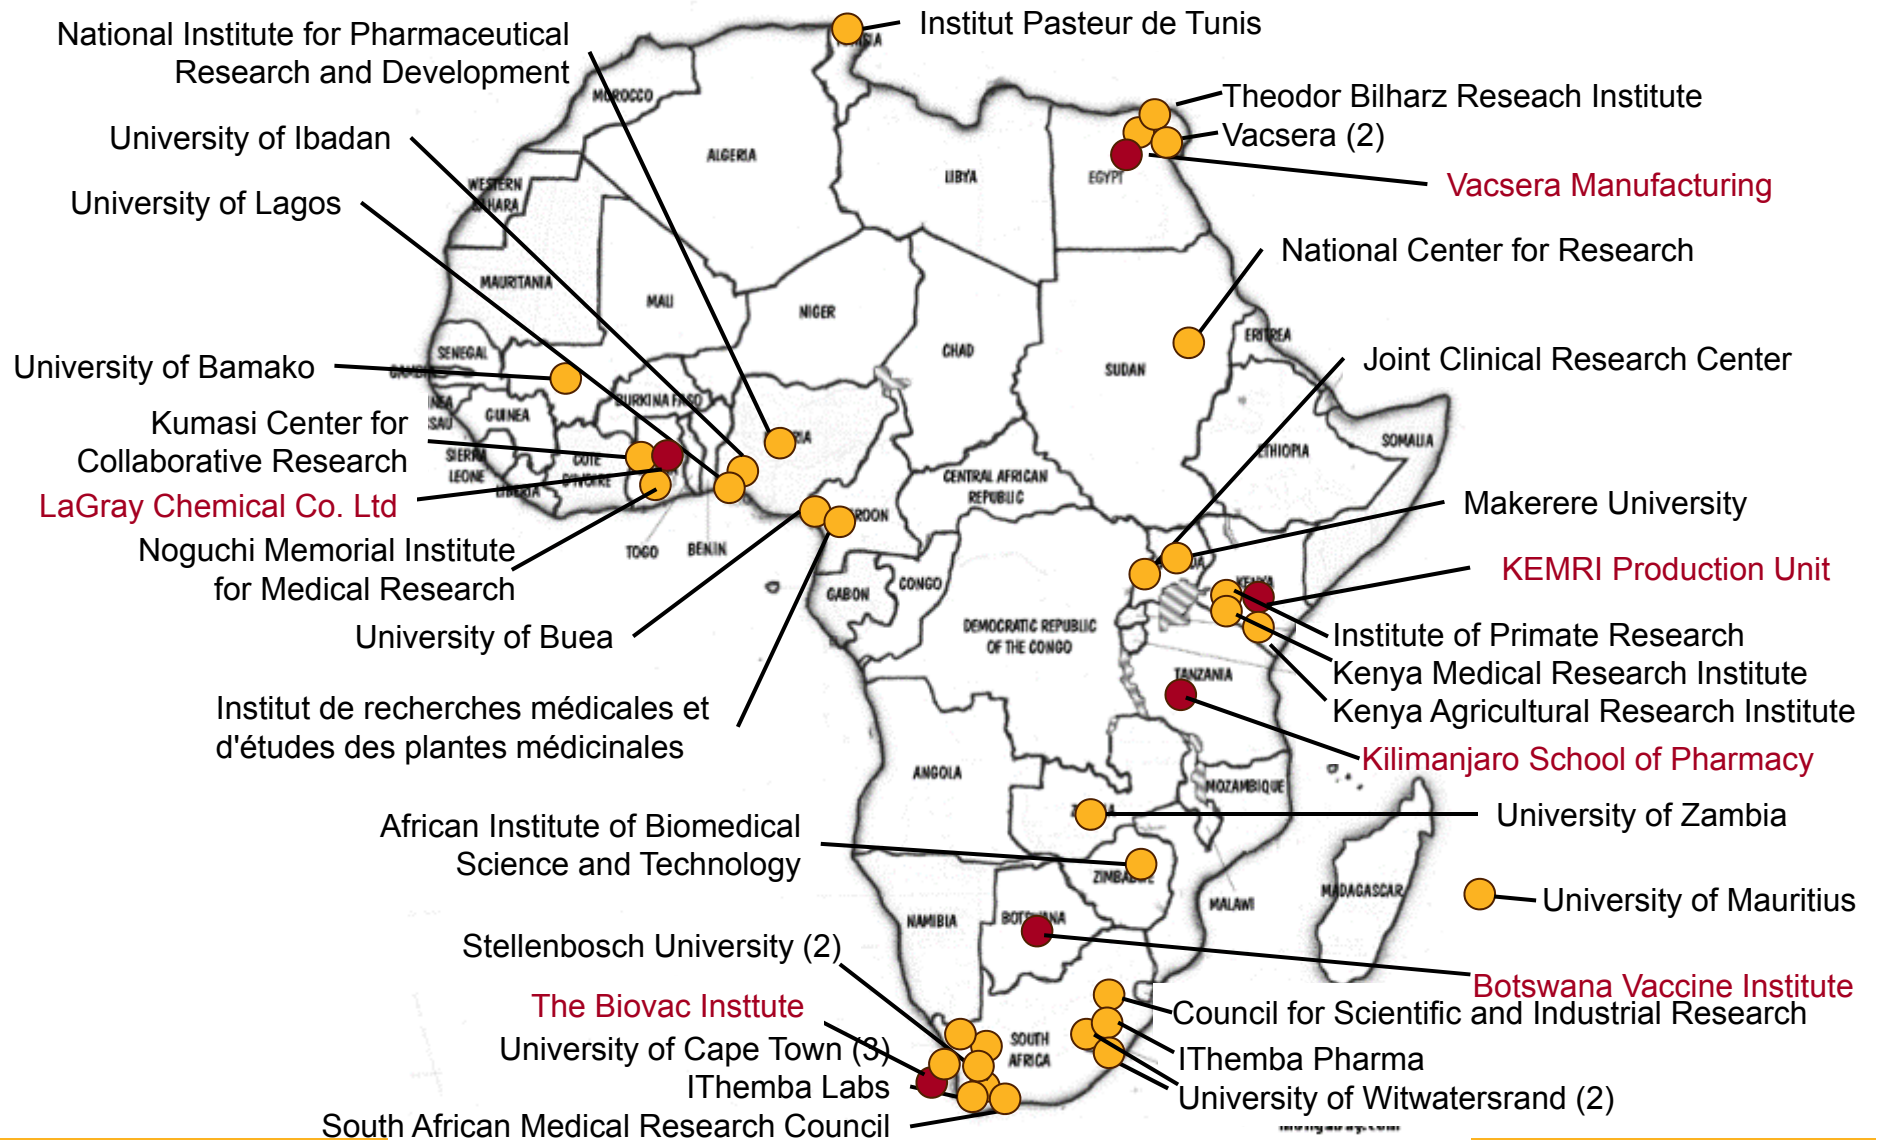 National Institute for Pharmaceutical
Research and Development
Institut Pasteur de Tunis
University of Ibadan
Theodor Bilharz Reseach Institute
Vacsera (2)
University of Lagos
Vacsera Manufacturing
National Center for Research
University of Bamako
Joint Clinical Research Center
Kumasi Center for
Collaborative Research
LaGray Chemical Co. Ltd
Makerere University
Noguchi Memorial Institute
for Medical Research
KEMRI Production Unit
University of Buea
Institute of Primate Research
Kenya Medical Research Institute
Kenya Agricultural Research Institute
Institut de recherches médicales et
d'études des plantes médicinales
Kilimanjaro School of Pharmacy
African Institute of Biomedical
Science and Technology
University of Zambia
University of Mauritius
Stellenbosch University (2)
The Biovac Insttute
University of Cape Town (3)
IThemba Labs
South African Medical Research Council
Botswana Vaccine Institute
Council for Scientific and Industrial Research
IThemba Pharma
University of Witwatersrand (2)
MOROCCO
ALGERIA
LIBYA
EGYPT
WESTERN
MAURITANIA
MALI
NIGER
CHAD
SUDAN
ERITREA
SENEGAL
GUINEA
BURKINA FASO
SIERRA
LEONE
COTE
D'IVOIRE
LIBERIA
TOGO
BENIN
CENTRAL AFRICAN
REPUBLIC
ETHIOPIA
SOMALIA
GABON
CONGO
DEMOCRATIC REPUBLIC
OF THE CONGO
KENYA
TANZANIA
ANGOLA
MOZAMBIQUE
ZIMBABWE
MALAWI
MADAGASCAR
NAMIBIA
BOTSWANA
SOUTH
AFRICA